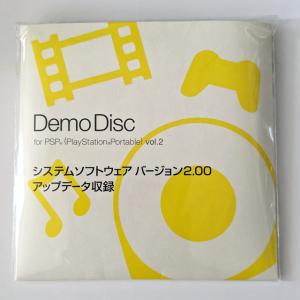 Demo Disc
for PSP® (PlayStation®Portable) vol.2
システムソフトウェア バージョン2.00
アップデータ収録